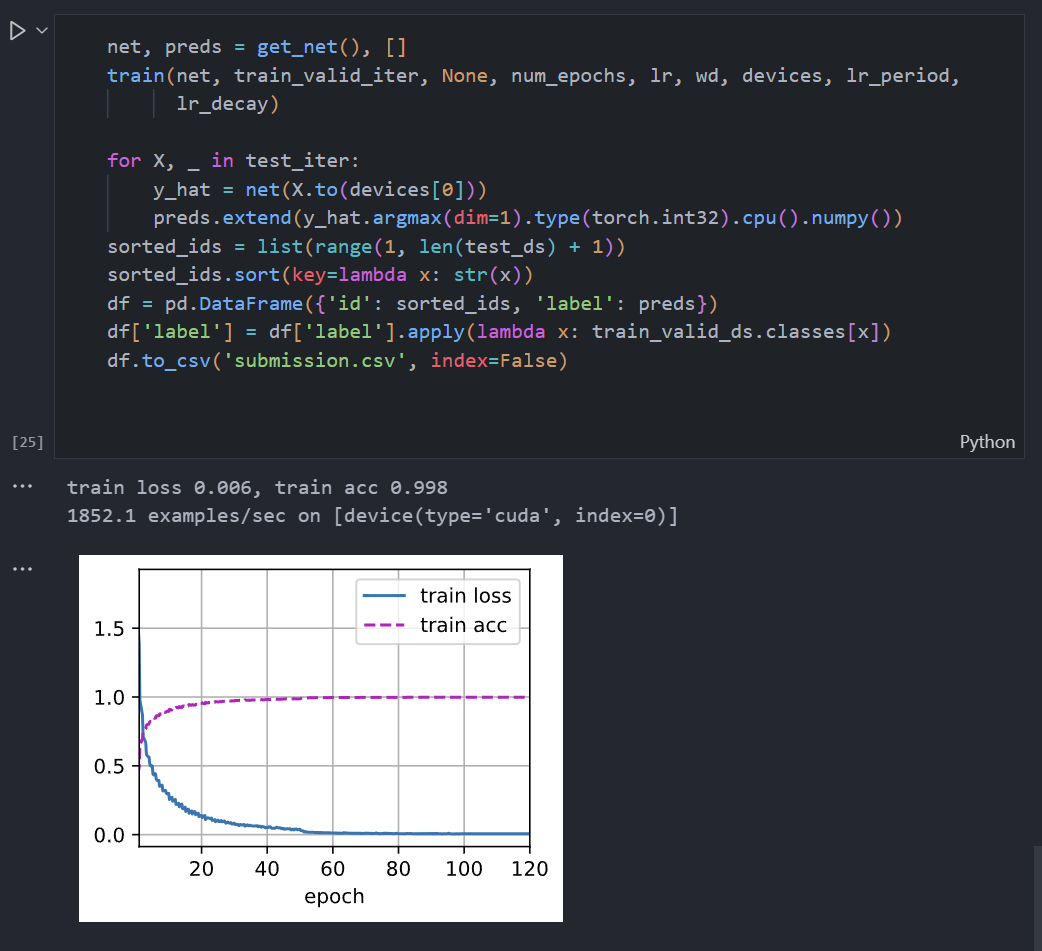 net, preds = get_net(), []
train(net, train_valid_iter, None, num_epochs, lr, wd, devices, lr_period,
      lr_decay)
for X, _ in test_iter:
    y_hat = net(X.to(devices[0]))
    preds.extend(y_hat.argmax(dim=1).type(torch.int32).cpu().numpy())
sorted_ids = list(range(1, len(test_ds) + 1))
sorted_ids.sort(key=lambda x: str(x))
df = pd.DataFrame({'id': sorted_ids, 'label': preds})
df['label'] = df['label'].apply(lambda x: train_valid_ds.classes[x])
df.to_csv('submission.csv', index=False)
[25]
Python
train loss 0.006, train acc 0.998
1852.1 examples/sec on [device(type='cuda', index=0)]
train loss
train acc
1.5
1.0
0.5
0.0
20 40 60 80 100 120
epoch